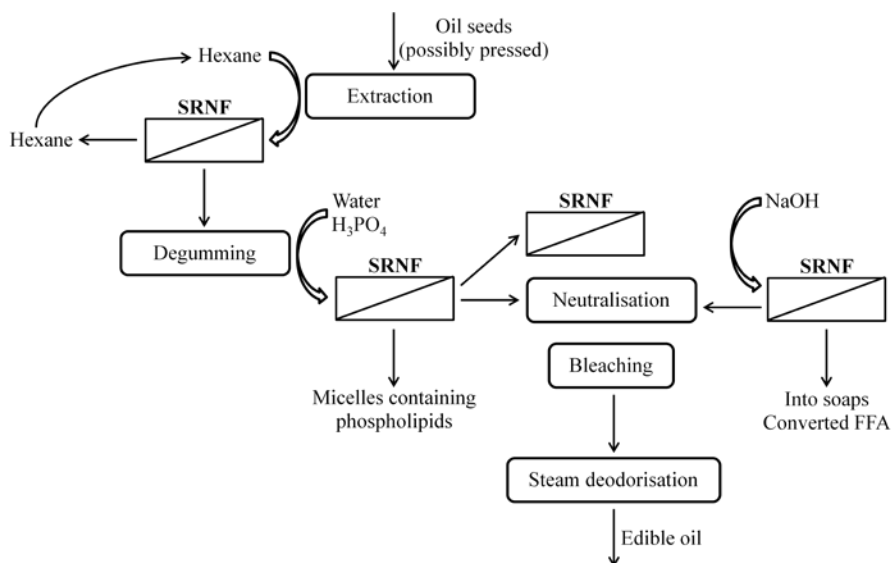 Oil seeds
(possibly pressed)
Hexane
Extraction
SRNF
Hexane
Water
H₃PO₄
Degumming
SRNF
SRNF
NaOH
SRNF
Neutralisation
Bleaching
Micelles containing
phospholipids
Into soaps
Converted FFA
Steam deodorisation
Edible oil